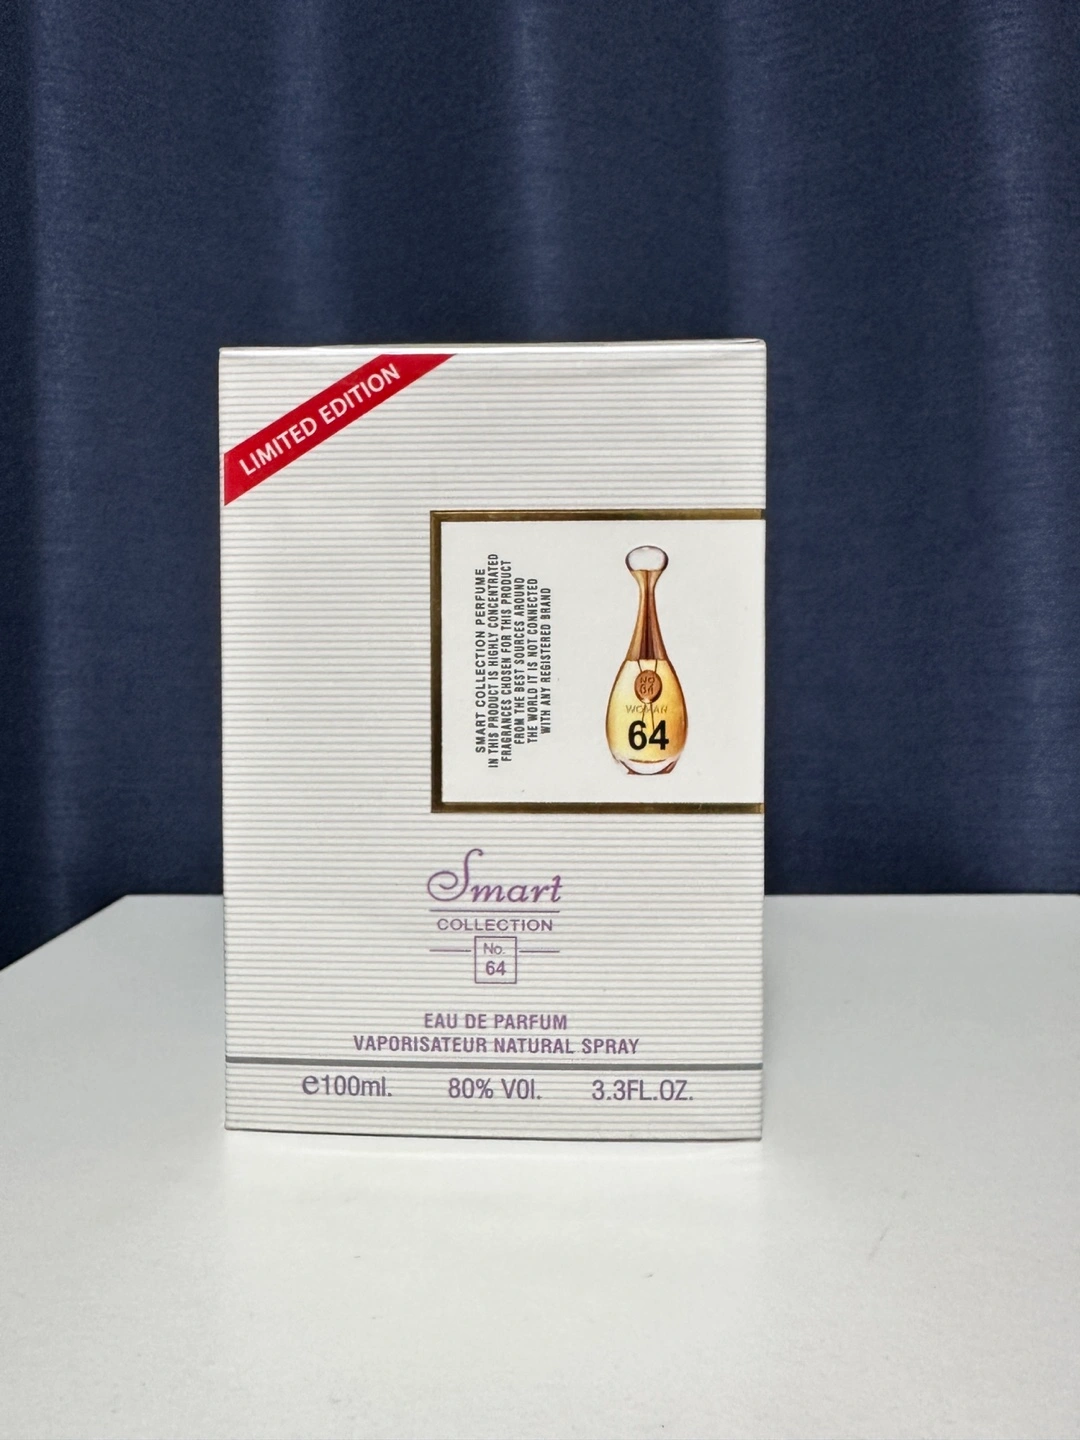 LIMITED EDITION
SMART COLLECTION PERFUME
IN THIS PRODUCT IS HIGHLY CONCENTRATED
FRAGRANCES CHOSEN FOR THIS PRODUCT
FROM THE BEST SOURCES AROUND
THE WORLD IT IS NOT CONNECTED
WITH ANY REGISTERED BRAND
NO
64
WOMAN
64
Smart
COLLECTION
No.
64
EAU DE PARFUM
VAPORISATEUR NATURAL SPRAY
e100ml. 80% VOl. 3.3FL.OZ.